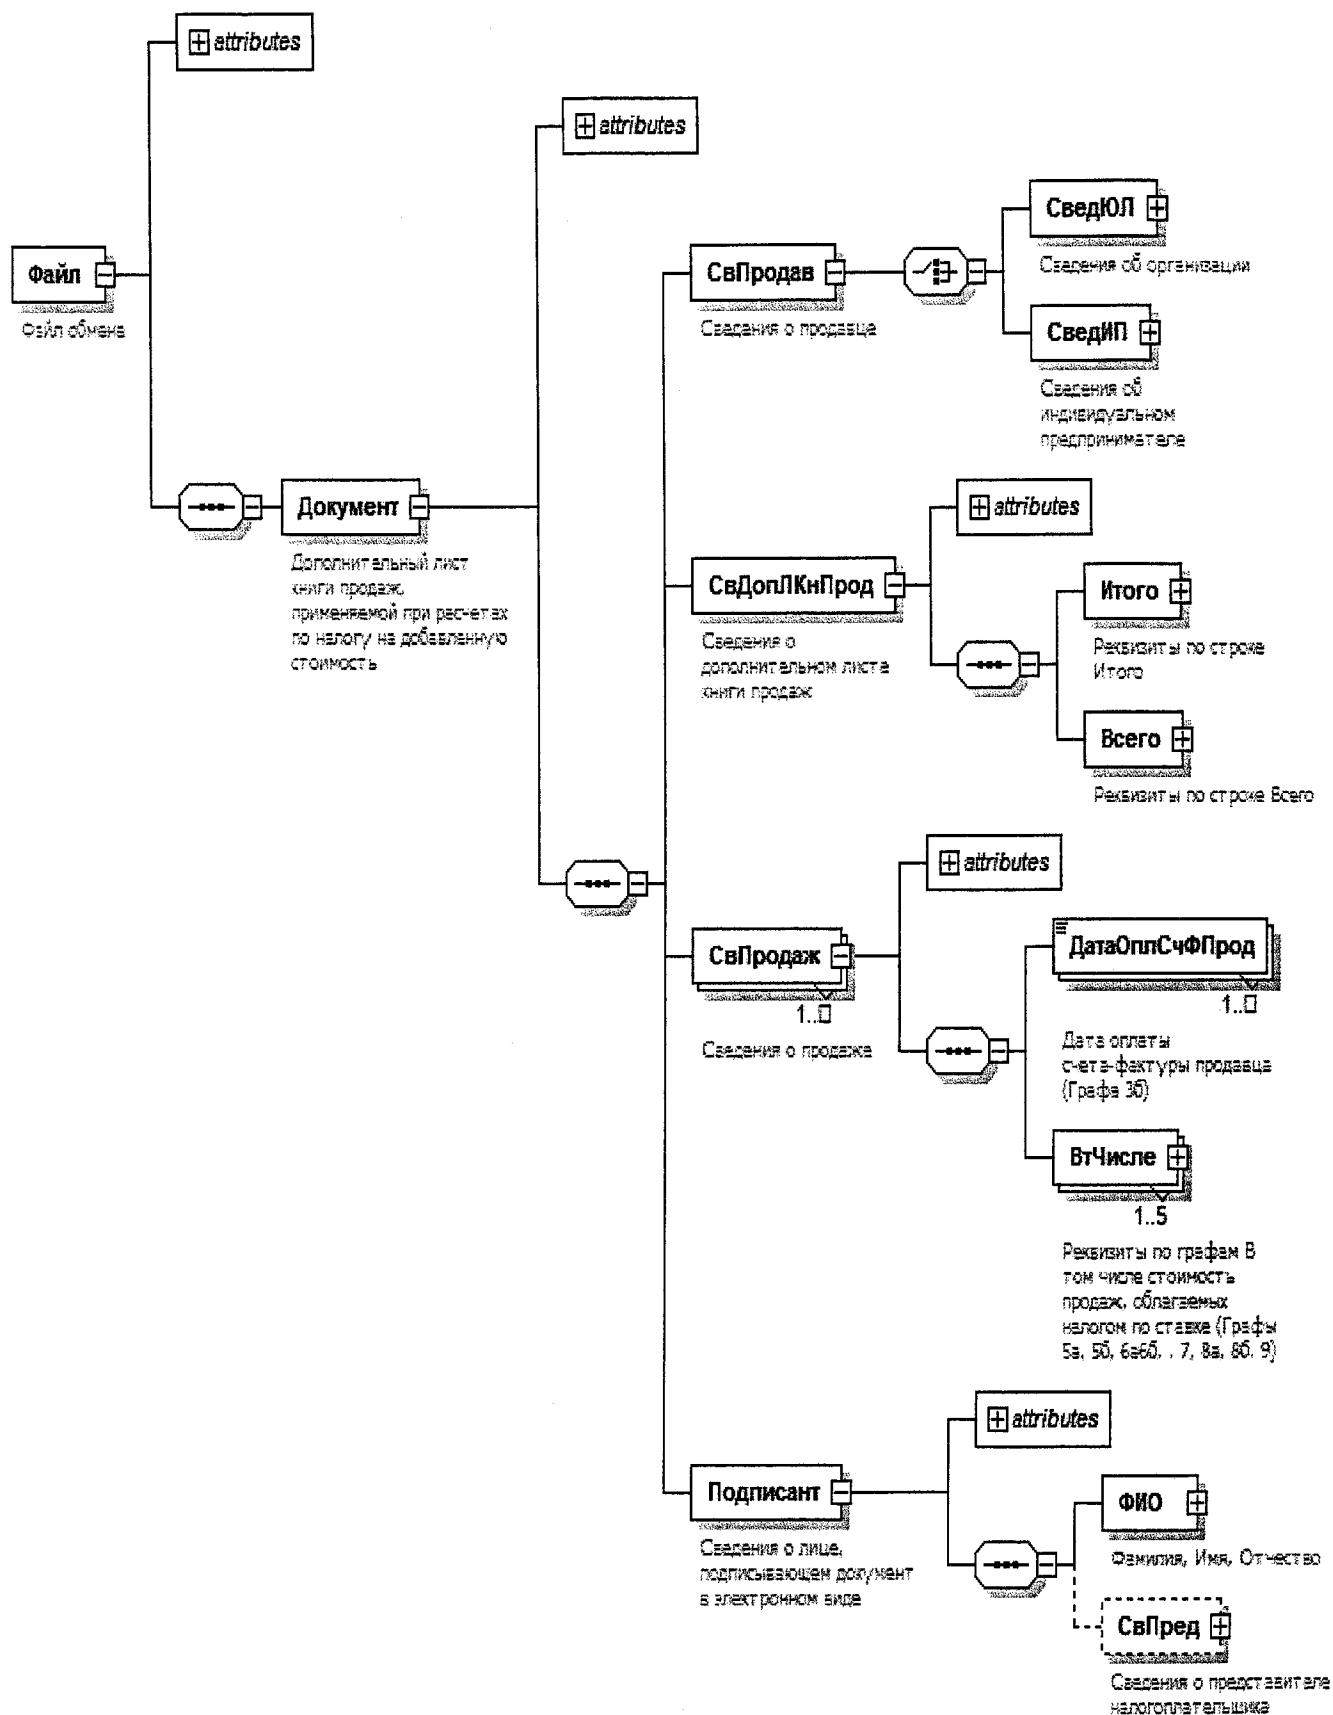 attributes
attributes
СведЮЛ
Сведения об организации
Файл
Файл обмена
СвПродав
Сведения о продавце
СведИП
Сведения об
индивидуальном
предпринимателе
Документ
Дополнительный лист
книги продаж,
применяемой при расчетах
по налогу на добавленную
стоимость
attributes
СвДопЛКнПрод
Сведения о
дополнительном листе
книги продаж
Итого
Реквизиты по строке
Итого
Всего
Реквизиты по строке Всего
attributes
СвПродаж
1..□
Сведения о продаже
ДатаОплСчФПрод
1..□
Дата оплаты
счета-фактуры продавца
(Графа 3б)
ВтЧисле
1..5
Реквизиты по графам В
том числе стоимость
продаж, облагаемых
налогом по ставке (Графы
5а, 5б, 6а6б, . 7, 8а, 8б, 9)
attributes
Подписант
Сведения о лице,
подписывающем документ
в электронном виде
ФИО
Фамилия, Имя, Отчество
СвПред
Сведения о представителе
налогоплательщика